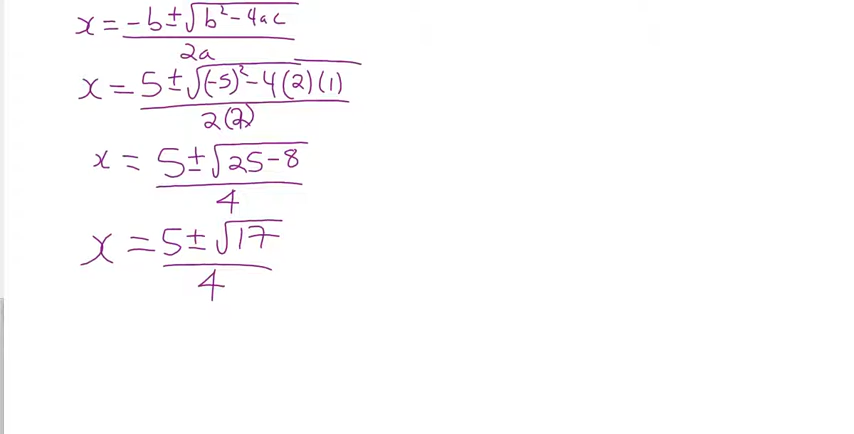 x = -b ± √(b² - 4ac) / 2a
x = 5 ± √((-5)² - 4(2)(1)) / 2(2)
x = 5 ± √(25 - 8) / 4
x = 5 ± √17 / 4